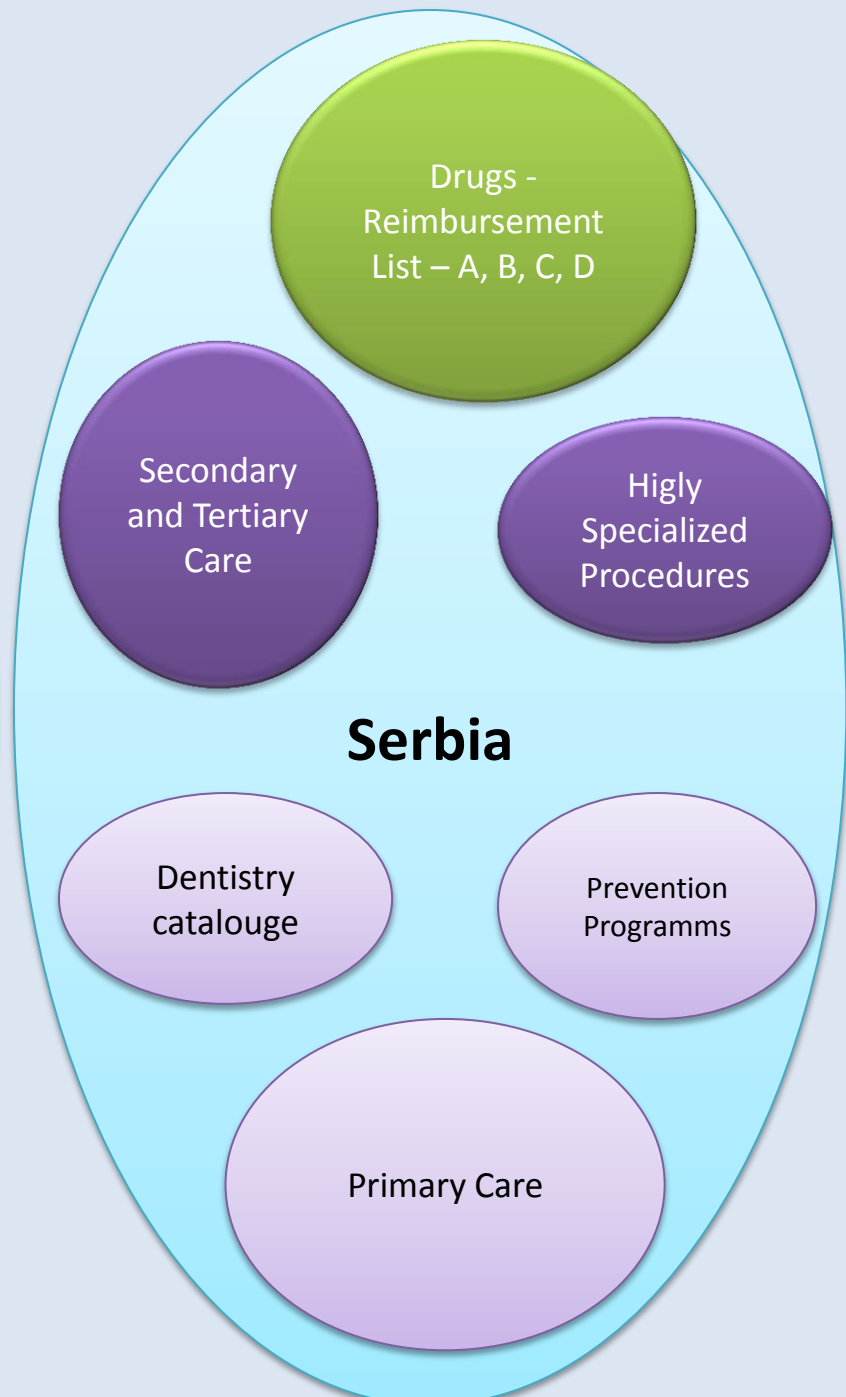 Drugs -
Reimbursement
List – A, B, C, D
Secondary
and Tertiary
Care
Higly
Specialized
Procedures
Serbia
Dentistry
catalouge
Prevention
Programms
Primary Care